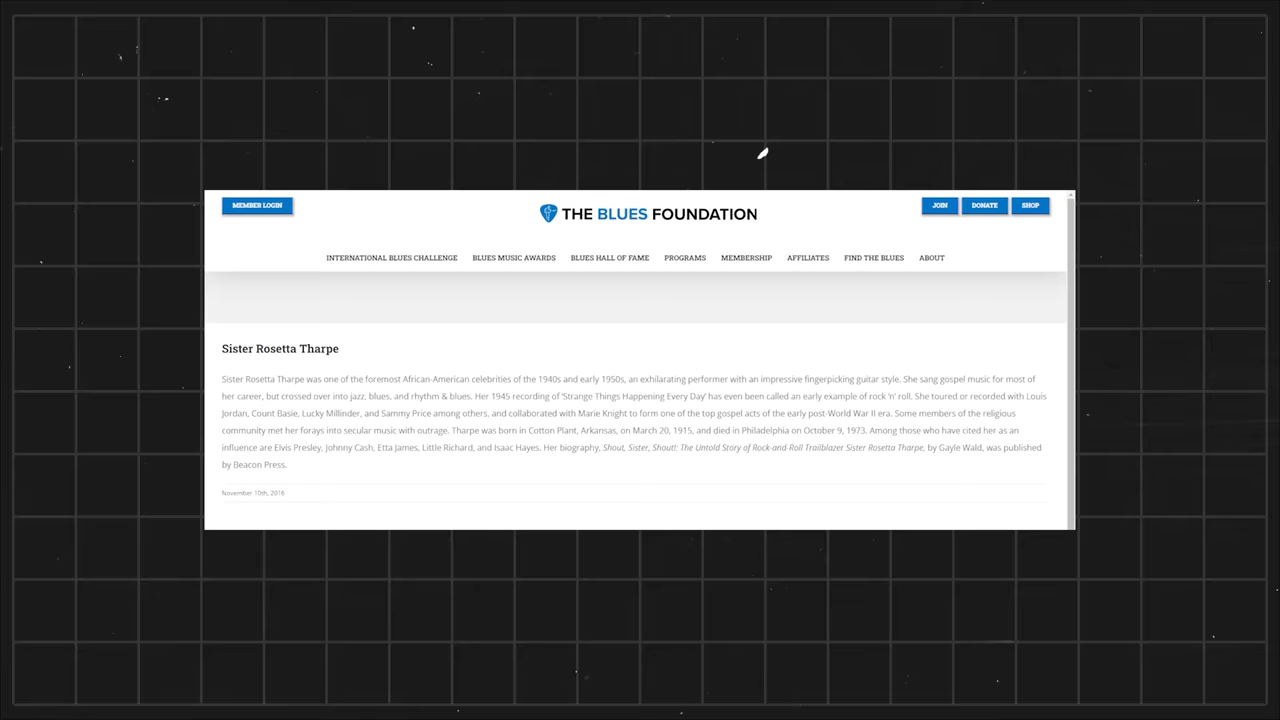 MEMBER LOGIN
THE BLUES FOUNDATION
JOIN DONATE SHOP
INTERNATIONAL BLUES CHALLENGE BLUES MUSIC AWARDS BLUES HALL OF FAME PROGRAMS MEMBERSHIP AFFILIATES FIND THE BLUES ABOUT
Sister Rosetta Tharpe
Sister Rosetta Tharpe was one of the foremost African-American celebrities of the 1940s and early 1950s, an exhilarating performer with an impressive fingerpicking guitar style. She sang gospel music for most of
her career, but crossed over into jazz, blues, and rhythm & blues. Her 1945 recording of ‘Strange Things Happening Every Day’ has even been called an early example of rock ‘n’ roll. She toured or recorded with Louis
Jordan, Count Basie, Lucky Millinder, and Sammy Price among others, and collaborated with Marie Knight to form one of the top gospel acts of the early post-World War II era. Some members of the religious
community met her forays into secular music with outrage. Tharpe was born in Cotton Plant, Arkansas, on March 20, 1915, and died in Philadelphia on October 9, 1973. Among those who have cited her as an
influence are Elvis Presley, Johnny Cash, Etta James, Little Richard, and Isaac Hayes. Her biography, Shout, Sister, Shout!: The Untold Story of Rock-and-Roll Trailblazer Sister Rosetta Tharpe, by Gayle Wald, was published
by Beacon Press.
November 10th, 2016